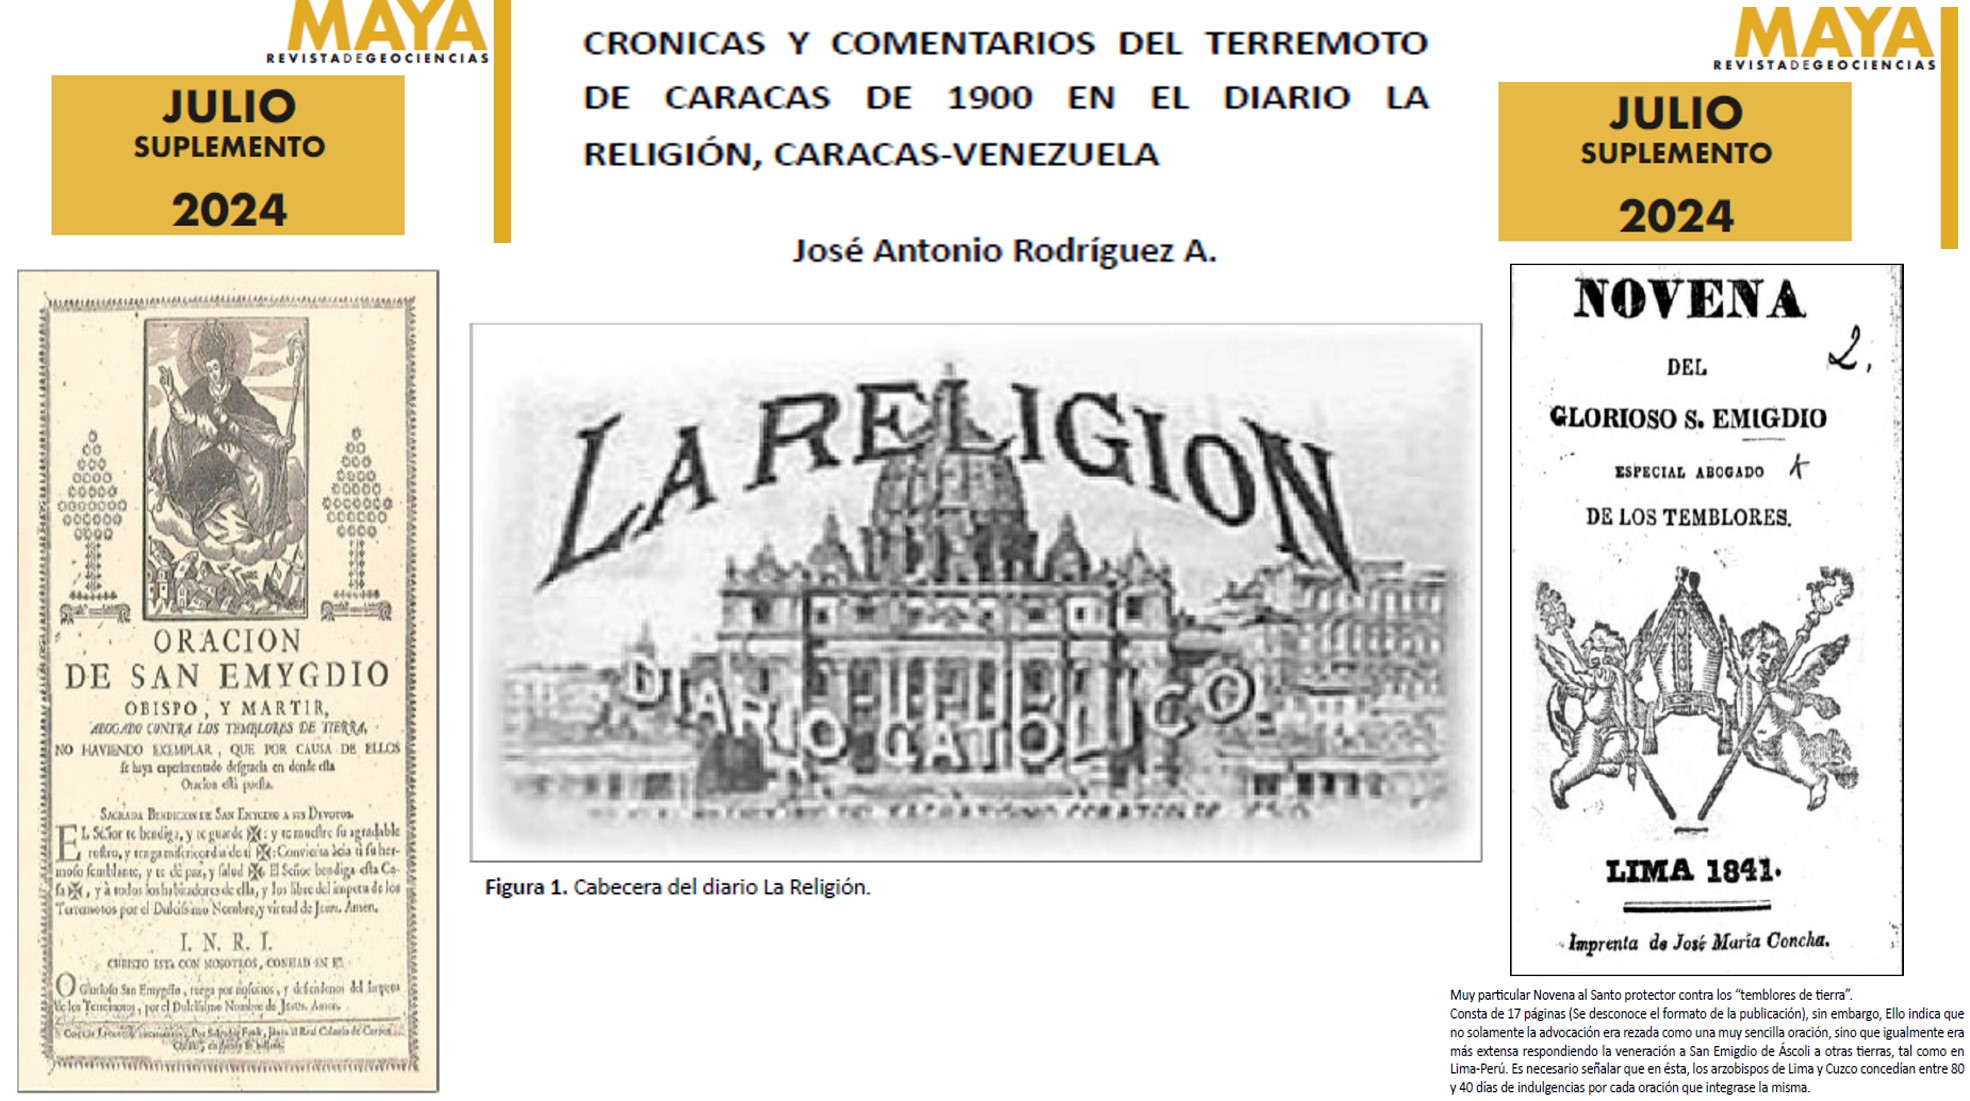 MAYA
REVISTADEGEOCIENCIAS
JULIO
SUPLEMENTO
2024
CRONICAS Y COMENTARIOS DEL TERREMOTO
DE CARACAS DE 1900 EN EL DIARIO LA
RELIGIÓN, CARACAS-VENEZUELA
José Antonio Rodríguez A.
MAYA
REVISTADEGEOCIENCIAS
JULIO
SUPLEMENTO
2024
ORACION
DE SAN EMYGDIO
OBISPO, Y MARTIR,
ABOGADO CONTRA LOS TEMBLORES DE TIERRA,
NO HAVIENDO EXEMPLAR, QUE POR CAUSA DE ELLOS
se haya experimentado desgracia en donde esta
Oracion está puesta.
SAGRADA BENDICION DE SAN EMYGDIO A SUS DEVOTOS.
EL Señor te bendiga, y te guarde ✠: y te muestre su agradable
rostro, y tenga misericordia de ti ✠: Convierta àcia ti su her-
moso semblante, y te dè paz, y salud ✠. El Señor bendiga esta Ca-
sa ✠, y à todos los habitadores de ella, y los libre del impetu de los
Terremotos por el Dulcissimo Nombre, y virtud de Jesus. Amen.
I. N. R. I.
CHRISTO ESTA CON NOSOTROS,
O Glorioso San Emygdio, ruega por nosotros, y defiendenos del Impetu
de los Terremotos, por el Dulcissimo Nombre de Jesus. Amen.
LA RELIGION
DIARIO CATOLICO
Figura 1. Cabecera del diario La Religión.
NOVENA
2.
DEL
GLORIOSO S. EMIGDIO
ESPECIAL ABOGADO
DE LOS TEMBLORES.
LIMA 1841.
Imprenta de José María Concha.
Muy particular Novena al Santo protector contra los “temblores de tierra”.
Consta de 17 páginas (Se desconoce el formato de la publicación), sin embargo, Ello indica que
no solamente la advocación era rezada como una muy sencilla oración, sino que igualmente era
más extensa respondiendo la veneración a San Emigdio de Áscoli a otras tierras, tal como en
Lima-Perú. Es necesario señalar que en ésta, los arzobispos de Lima y Cuzco concedían entre 80
y 40 días de indulgencias por cada oración que integrase la misma.